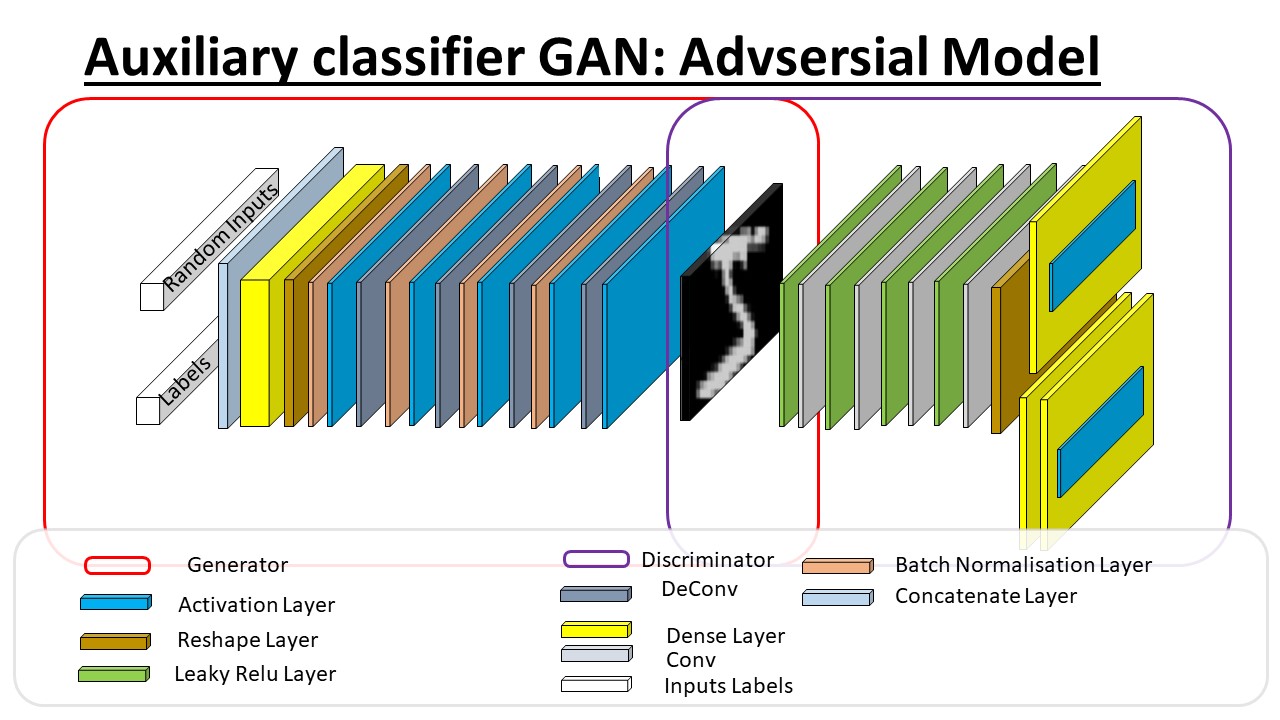 Auxiliary classifier GAN: Advsersial Model
Random Inputs
Labels
Generator
Discriminator
Batch Normalisation Layer
Activation Layer
DeConv
Concatenate Layer
Reshape Layer
Dense Layer
Leaky Relu Layer
Conv
Inputs Labels